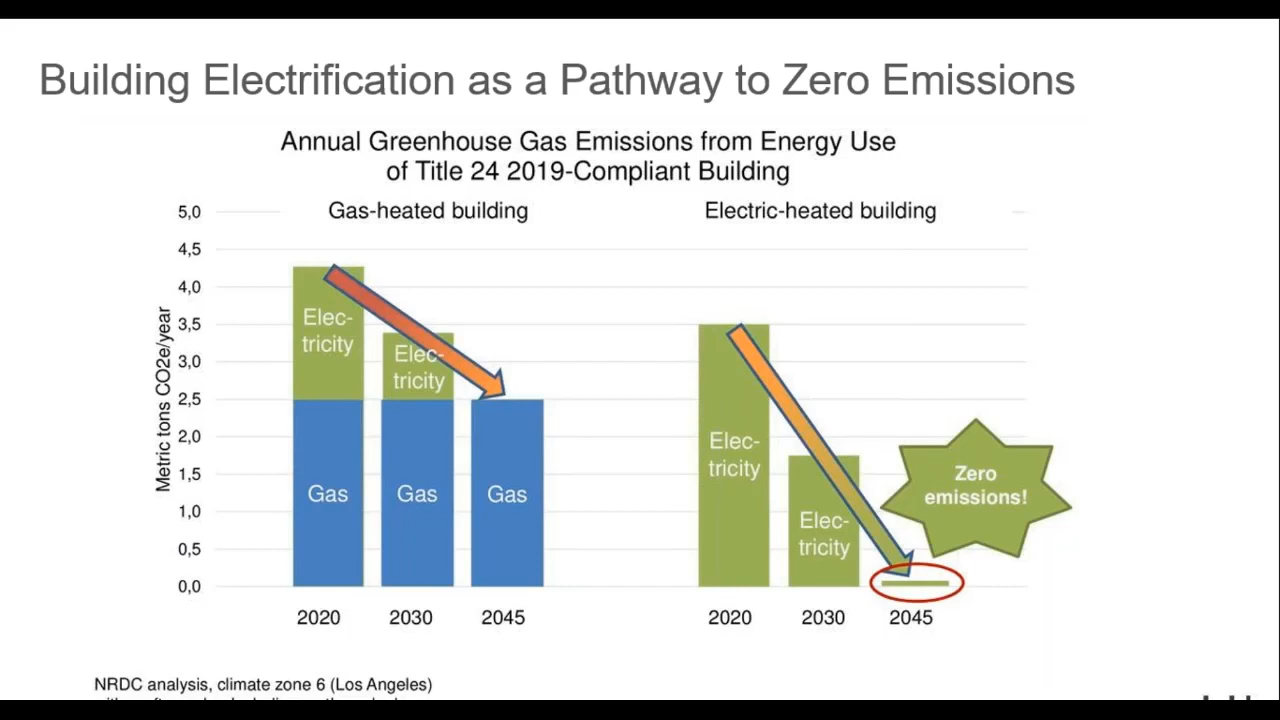 Building Electrification as a Pathway to Zero Emissions
Annual Greenhouse Gas Emissions from Energy Use
of Title 24 2019-Compliant Building
Gas-heated building
Electric-heated building
Metric tons CO2e/year
5,0
4,5
4,0
3,5
3,0
2,5
2,0
1,5
1,0
0,5
0,0
Elec-
tricity
Gas
Elec-
tricity
Gas
Gas
Elec-
tricity
Elec-
tricity
Zero
emissions!
2020
2030
2045
2020
2030
2045
NRDC analysis, climate zone 6 (Los Angeles)